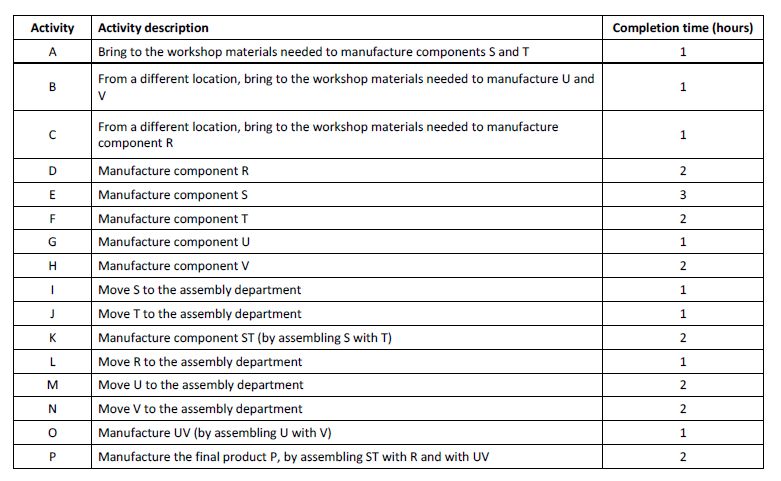 Activity Activity description Completion time (hours)
A Bring to the workshop materials needed to manufacture components S and T 1
B From a different location, bring to the workshop materials needed to manufacture U and 1
V
C From a different location, bring to the workshop materials needed to manufacture 1
component R
D Manufacture component R 2
E Manufacture component S 3
F Manufacture component T 2
G Manufacture component U 1
H Manufacture component V 2
I Move S to the assembly department 1
J Move T to the assembly department 1
K Manufacture component ST (by assembling S with T) 2
L Move R to the assembly department 1
M Move U to the assembly department 2
N Move V to the assembly department 2
O Manufacture UV (by assembling U with V) 1
P Manufacture the final product P, by assembling ST with R and with UV 2